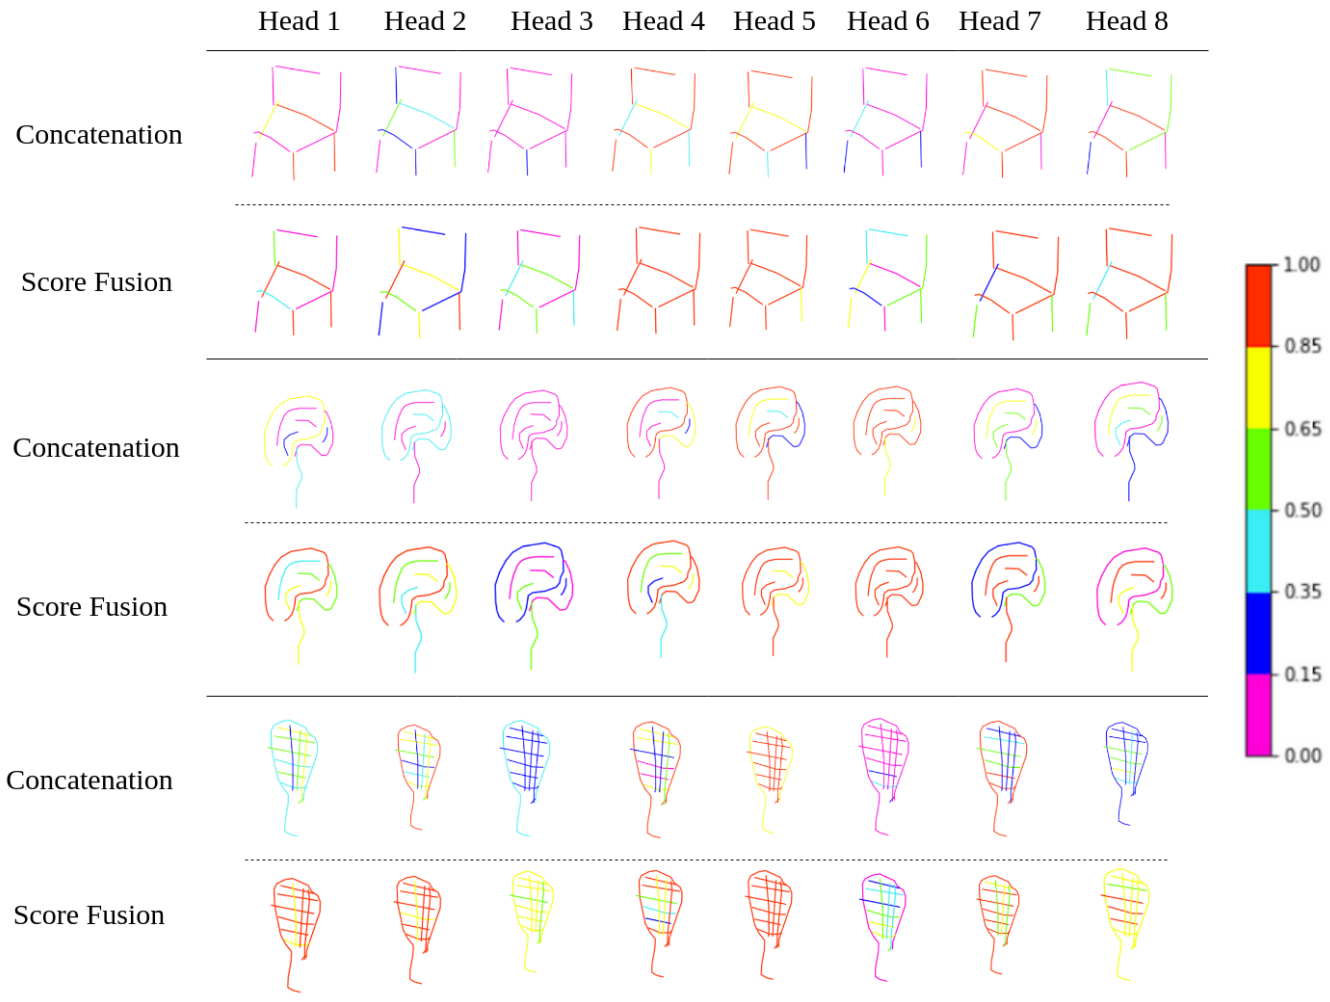 Head 1 Head 2 Head 3 Head 4 Head 5 Head 6 Head 7 Head 8
Concatenation
Score Fusion
Concatenation
Score Fusion
Concatenation
Score Fusion
1.00
0.85
0.65
0.50
0.35
0.15
0.00